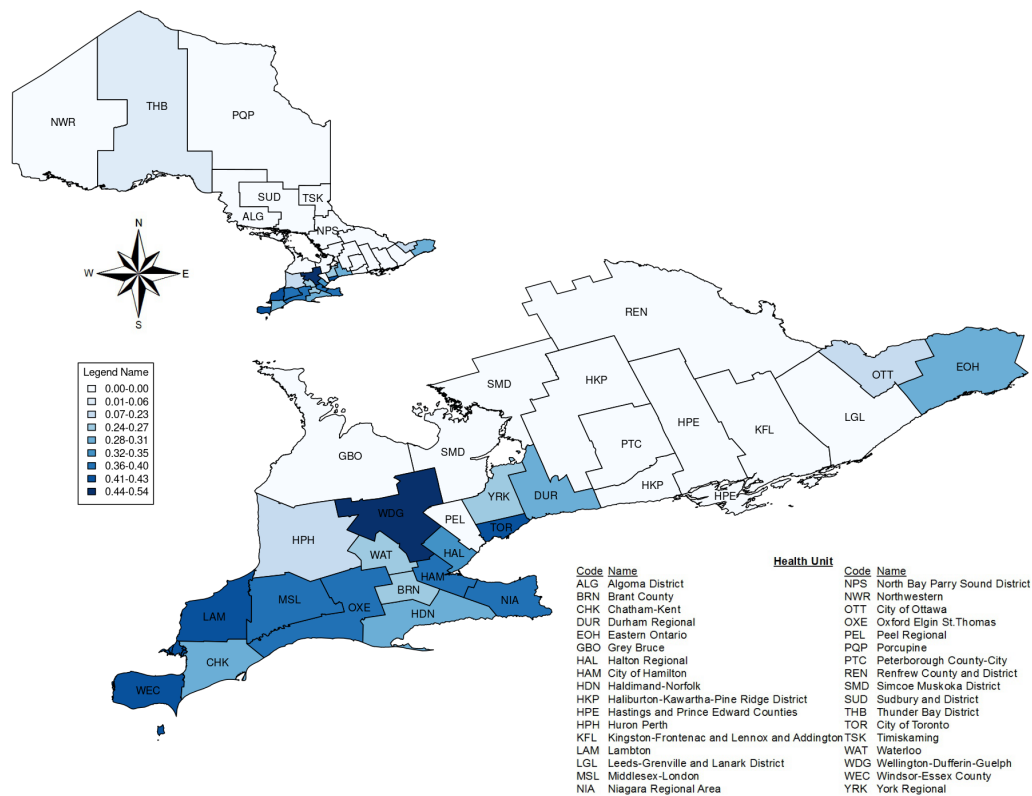 THB
NWR
PQP
SUD
TSK
ALG
NPS
N
W
E
S
REN
Legend Name
0.00-0.00
0.01-0.06
0.07-0.23
0.24-0.27
0.28-0.31
0.32-0.35
0.36-0.40
0.41-0.43
0.44-0.54
SMD
HKP
OTT
EOH
LGL
HPE
KFL
PTC
GBO
SMD
HKP
HPE
YRK
DUR
WDG
PEL
TOR
HPH
WAT
HAL
HAM
BRN
MSL
OXE
HDN
NIA
LAM
CHK
WEC
Health Unit
Code Name
ALG Algoma District
BRN Brant County
CHK Chatham-Kent
DUR Durham Regional
EOH Eastern Ontario
GBO Grey Bruce
HAL Halton Regional
HAM City of Hamilton
HDN Haldimand-Norfolk
HKP Haliburton-Kawartha-Pine Ridge District
HPE Hastings and Prince Edward Counties
HPH Huron Perth
KFL Kingston-Frontenac and Lennox and Addington
LAM Lambton
LGL Leeds-Grenville and Lanark District
MSL Middlesex-London
NIA Niagara Regional Area
Code Name
NPS North Bay Parry Sound District
NWR Northwestern
OTT City of Ottawa
OXE Oxford Elgin St.Thomas
PEL Peel Regional
PQP Porcupine
PTC Peterborough County-City
REN Renfrew County and District
SMD Simcoe Muskoka District
SUD Sudbury and District
THB Thunder Bay District
TOR City of Toronto
TSK Timiskaming
WAT Waterloo
WDG Wellington-Dufferin-Guelph
WEC Windsor-Essex County
YRK York Regional